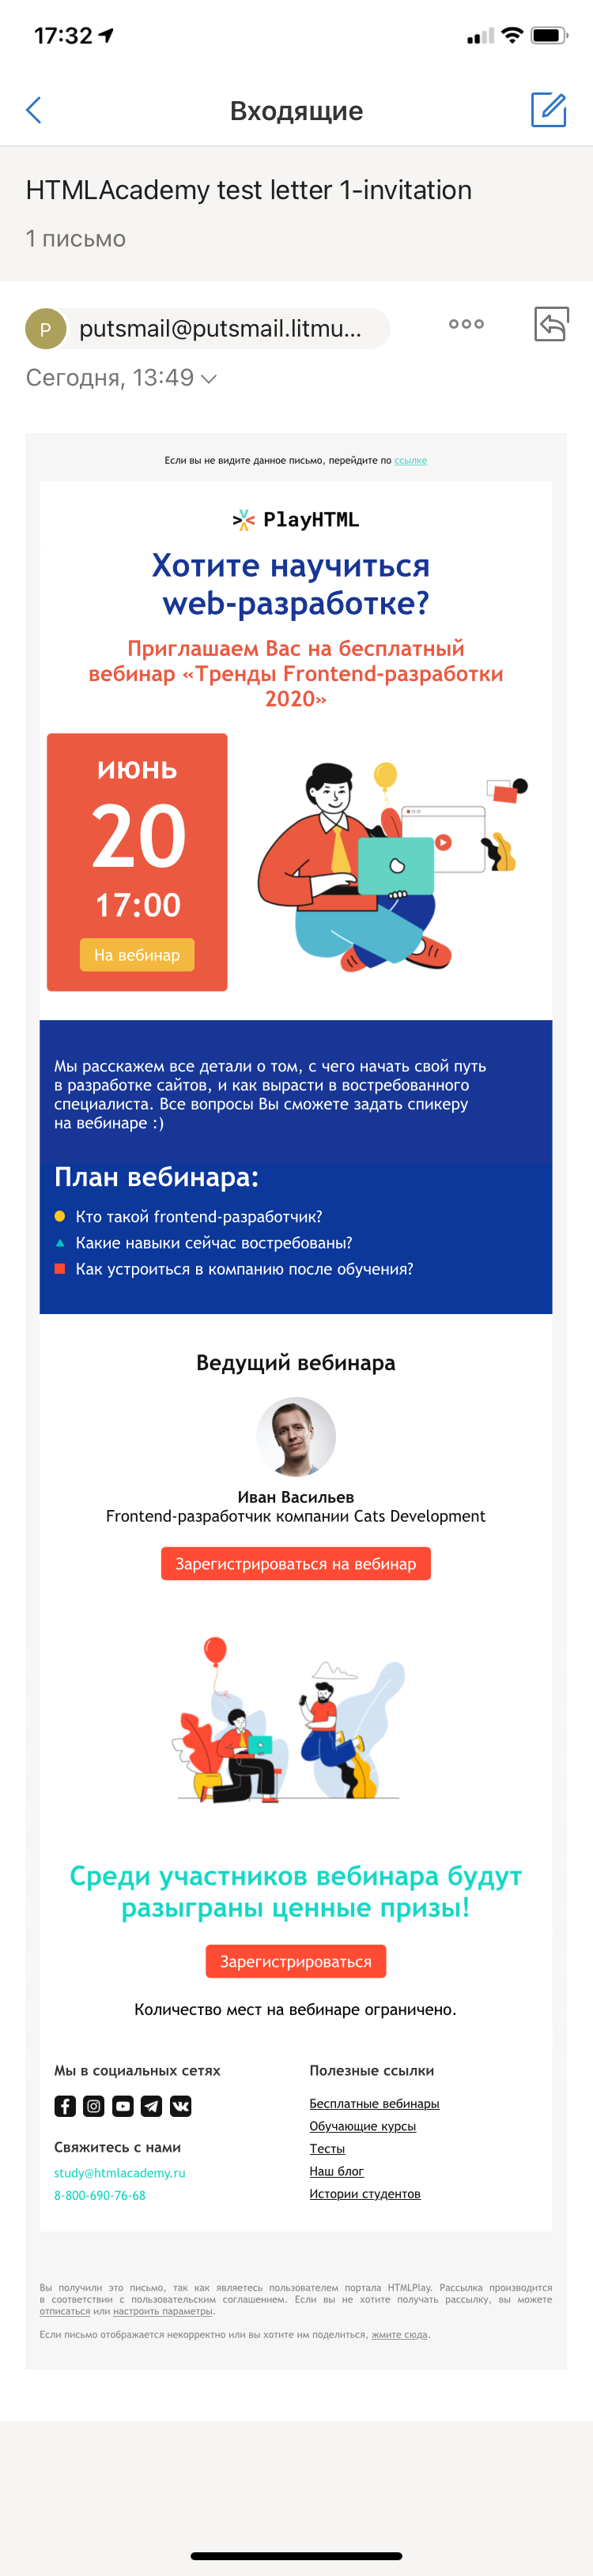 17:32
Входящие
HTMLAcademy test letter 1-invitation
1 письмо
P
putsmail@putsmail.litmu...
Сегодня, 13:49
Если вы не видите данное письмо, перейдите по ссылке
PlayHTML
Хотите научиться
web-разработке?
Приглашаем Вас на бесплатный
вебинар «Тренды Frontend-разработки
2020»
июнь
20
17:00
На вебинар
Мы расскажем все детали о том, с чего начать свой путь
в разработке сайтов, и как вырасти в востребованного
специалиста. Все вопросы Вы сможете задать спикеру
на вебинаре :)
План вебинара:
Кто такой frontend-разработчик?
Какие навыки сейчас востребованы?
Как устроиться в компанию после обучения?
Ведущий вебинара
Иван Васильев
Frontend-разработчик компании Cats Development
Зарегистрироваться на вебинар
Среди участников вебинара будут
разыграны ценные призы!
Зарегистрироваться
Количество мест на вебинаре ограничено.
Мы в социальных сетях
Свяжитесь с нами
study@htmlacademy.ru
8-800-690-76-68
Полезные ссылки
Бесплатные вебинары
Обучающие курсы
Тесты
Наш блог
Истории студентов
Вы получили это письмо, так как являетесь пользователем портала HTMLPlay. Рассылка производится
в соответствии с пользовательским соглашением. Если вы не хотите получать рассылку, вы можете
отписаться или настроить параметры.
Если письмо отображается некорректно или вы хотите им поделиться, жмите сюда.